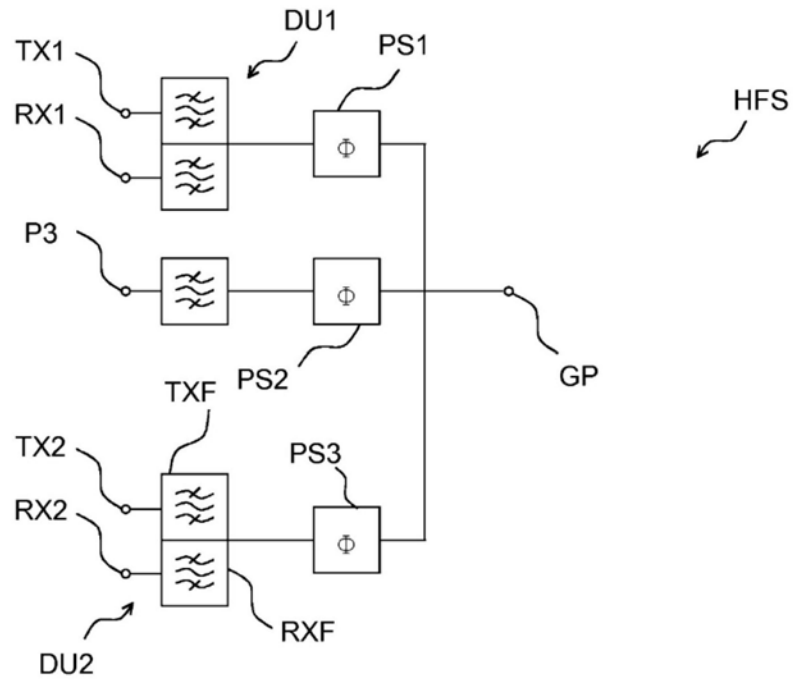 DU1
TX1
PS1
RX1
HFS
Φ
P3
Φ
PS2
GP
TXF
TX2
PS3
RX2
Φ
RXF
DU2